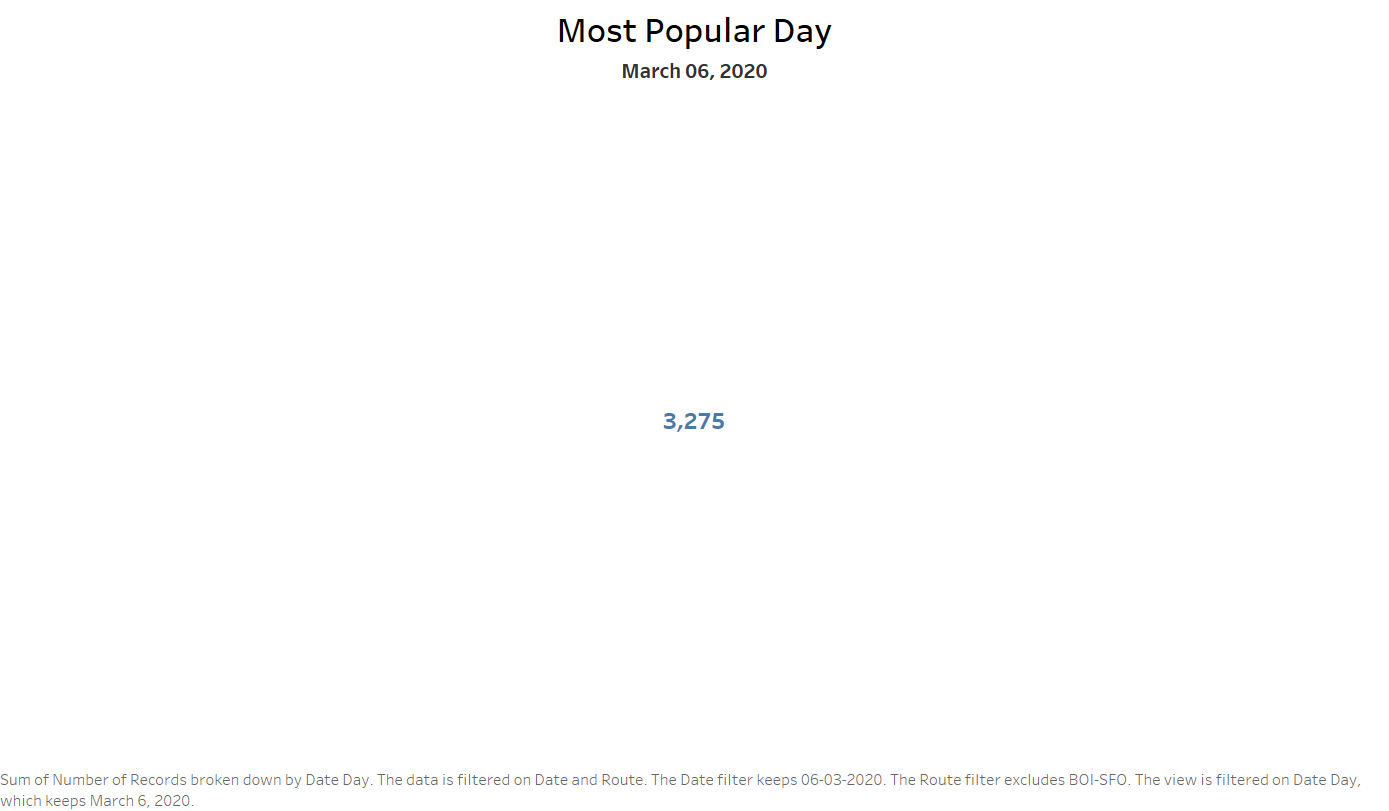 Most Popular Day
March 06, 2020
3,275
Sum of Number of Records broken down by Date Day. The data is filtered on Date and Route. The Date filter keeps 06-03-2020. The Route filter excludes BOI-SFO. The view is filtered on Date Day,
which keeps March 6, 2020.